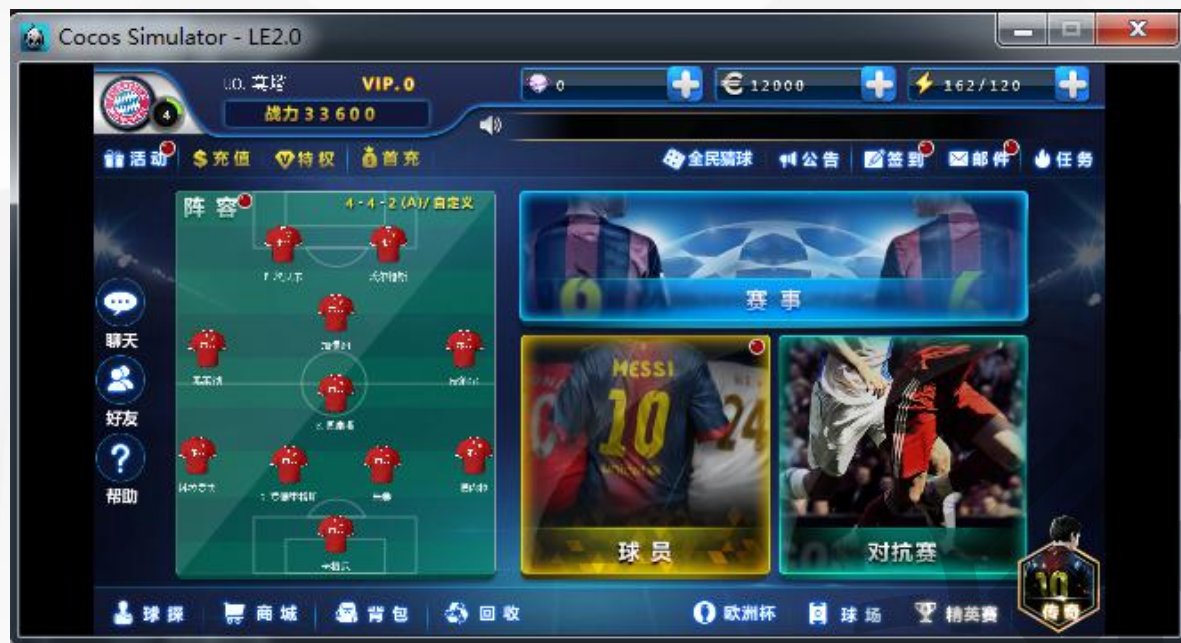 Cocos Simulator - LE2.0
VIP.0
战力33600
4
0
12000
162/120
活动
充值
特权
首充
全民猜球
公告
签到
邮件
任务
阵容
4-4-2(A)/自定义
聊天
好友
帮助
赛事
MESSI
10
24
球员
对抗赛
10
传奇
球探
商城
背包
回收
欧洲杯
球场
精英赛